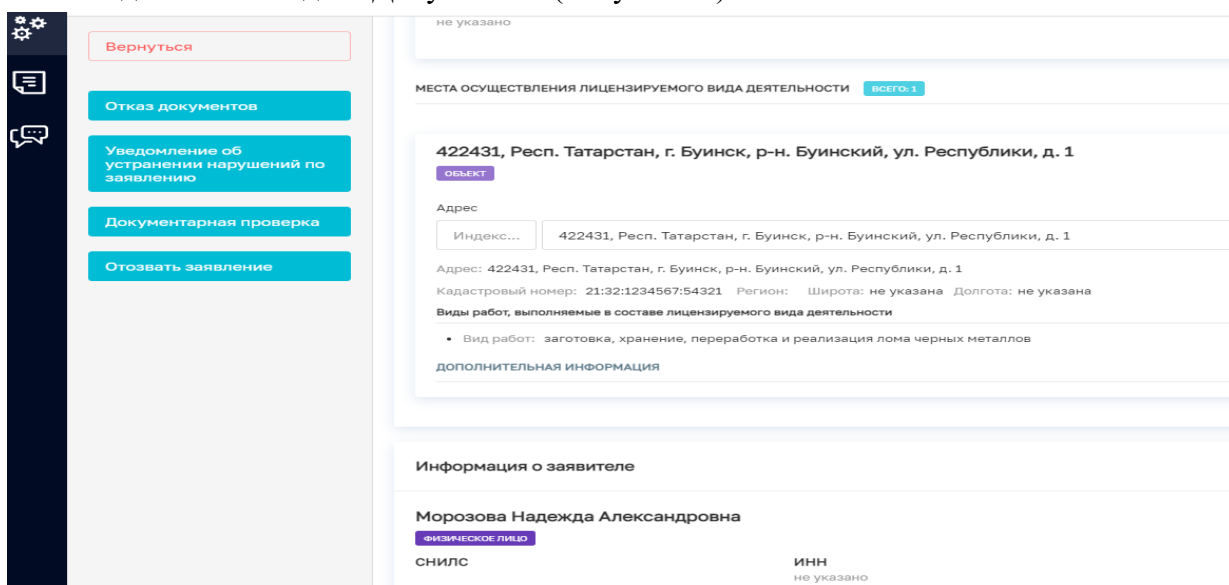 не указано
Вернуться
МЕСТА ОСУЩЕСТВЛЕНИЯ ЛИЦЕНЗИРУЕМОГО ВИДА ДЕЯТЕЛЬНОСТИ ВСЕГО: 1
Отказ документов
Уведомление об
устранении нарушений по
заявлению
Документарная проверка
Отозвать заявление
422431, Респ. Татарстан, г. Буинск, р-н. Буинский, ул. Республики, д. 1
ОБЪЕКТ
Адрес
Индекс... 422431, Респ. Татарстан, г. Буинск, р-н. Буинский, ул. Республики, д. 1
Адрес: 422431, Респ. Татарстан, г. Буинск, р-н. Буинский, ул. Республики, д. 1
Кадастровый номер: 21:32:1234567:54321 Регион: Широта: не указана Долгота: не указана
Виды работ, выполняемые в составе лицензируемого вида деятельности
• Вид работ: заготовка, хранение, переработка и реализация лома черных металлов
ДОПОЛНИТЕЛЬНАЯ ИНФОРМАЦИЯ
Информация о заявителе
Морозова Надежда Александровна
ФИЗИЧЕСКОЕ ЛИЦО
СНИЛС ИНН
не указано